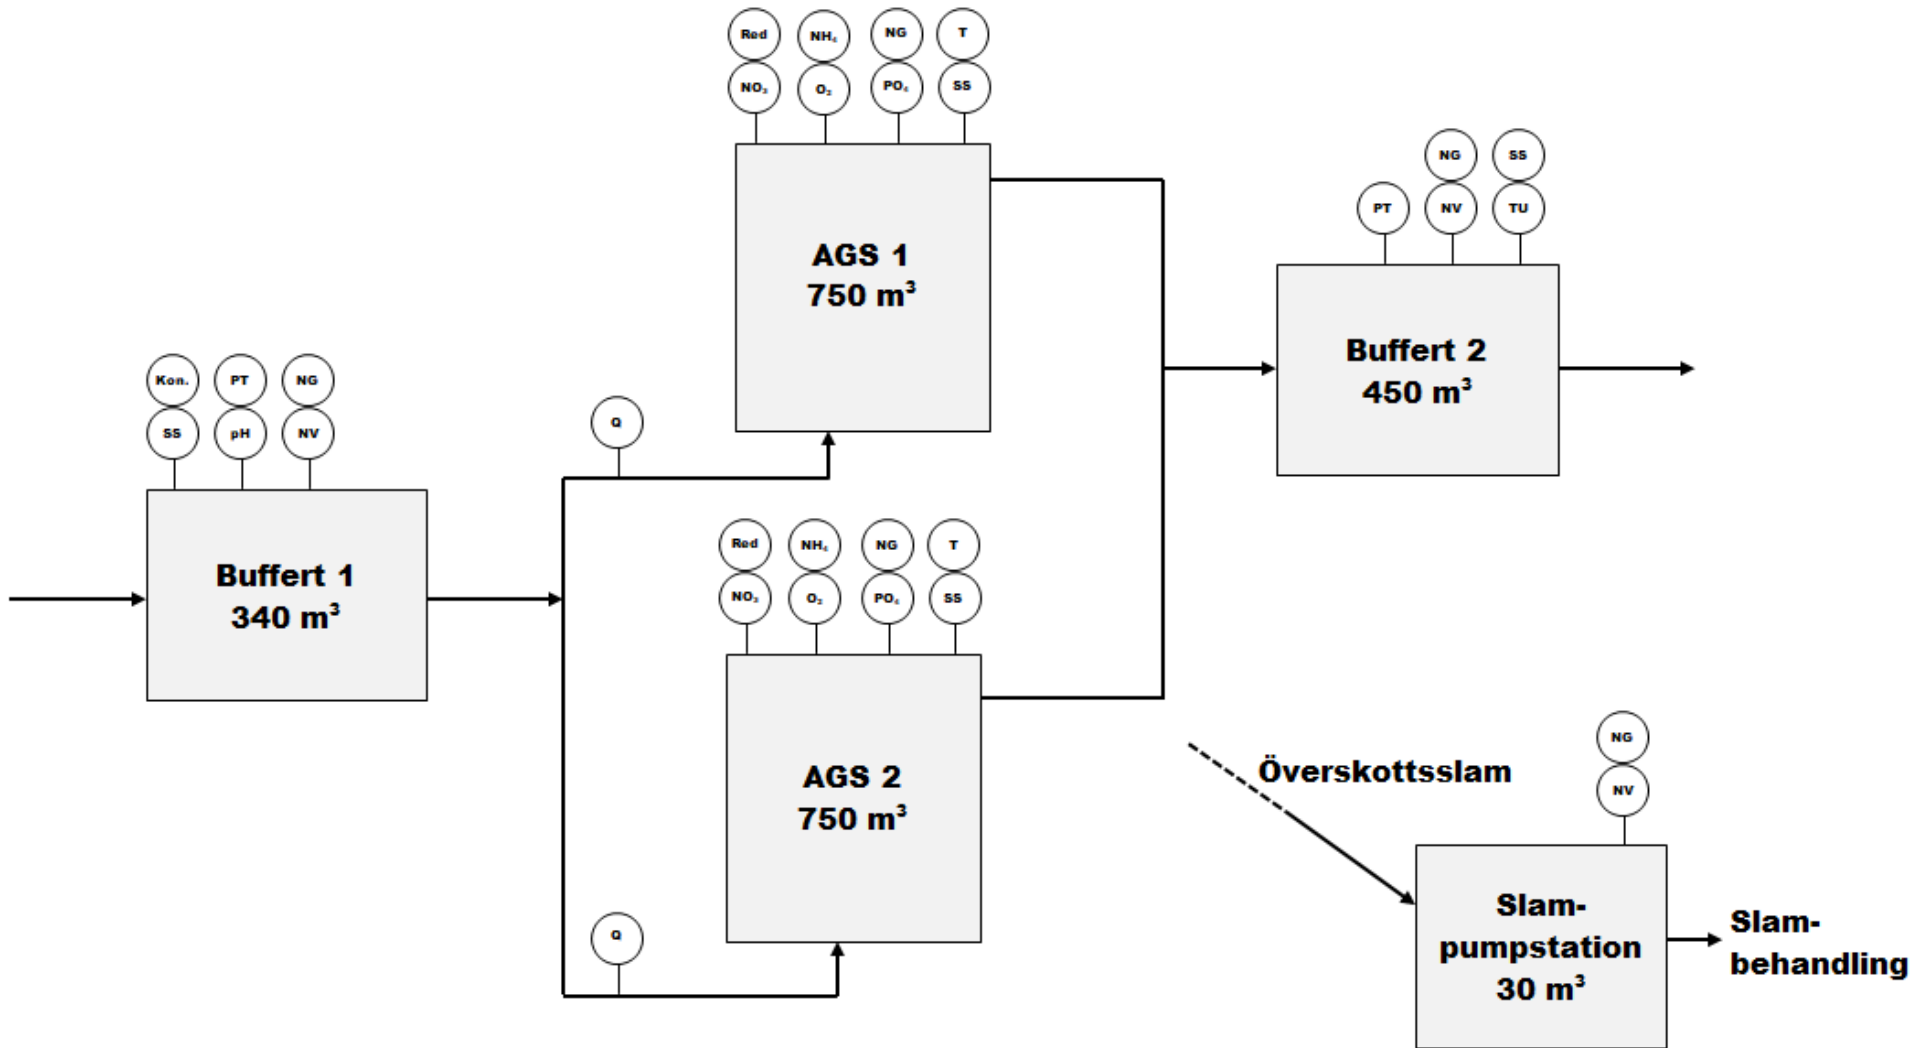 Red
NH₄
NG
T
NO₃
O₂
PO₄
SS
AGS 1
750 m³
NG
SS
PT
NV
TU
Buffert 2
450 m³
Kon.
PT
NG
SS
pH
NV
Buffert 1
340 m³
Q
Red
NH₄
NG
T
NO₃
O₂
PO₄
SS
AGS 2
750 m³
Q
Överskottsslam
NG
NV
Slam-
pumpstation
30 m³
Slam-
behandling